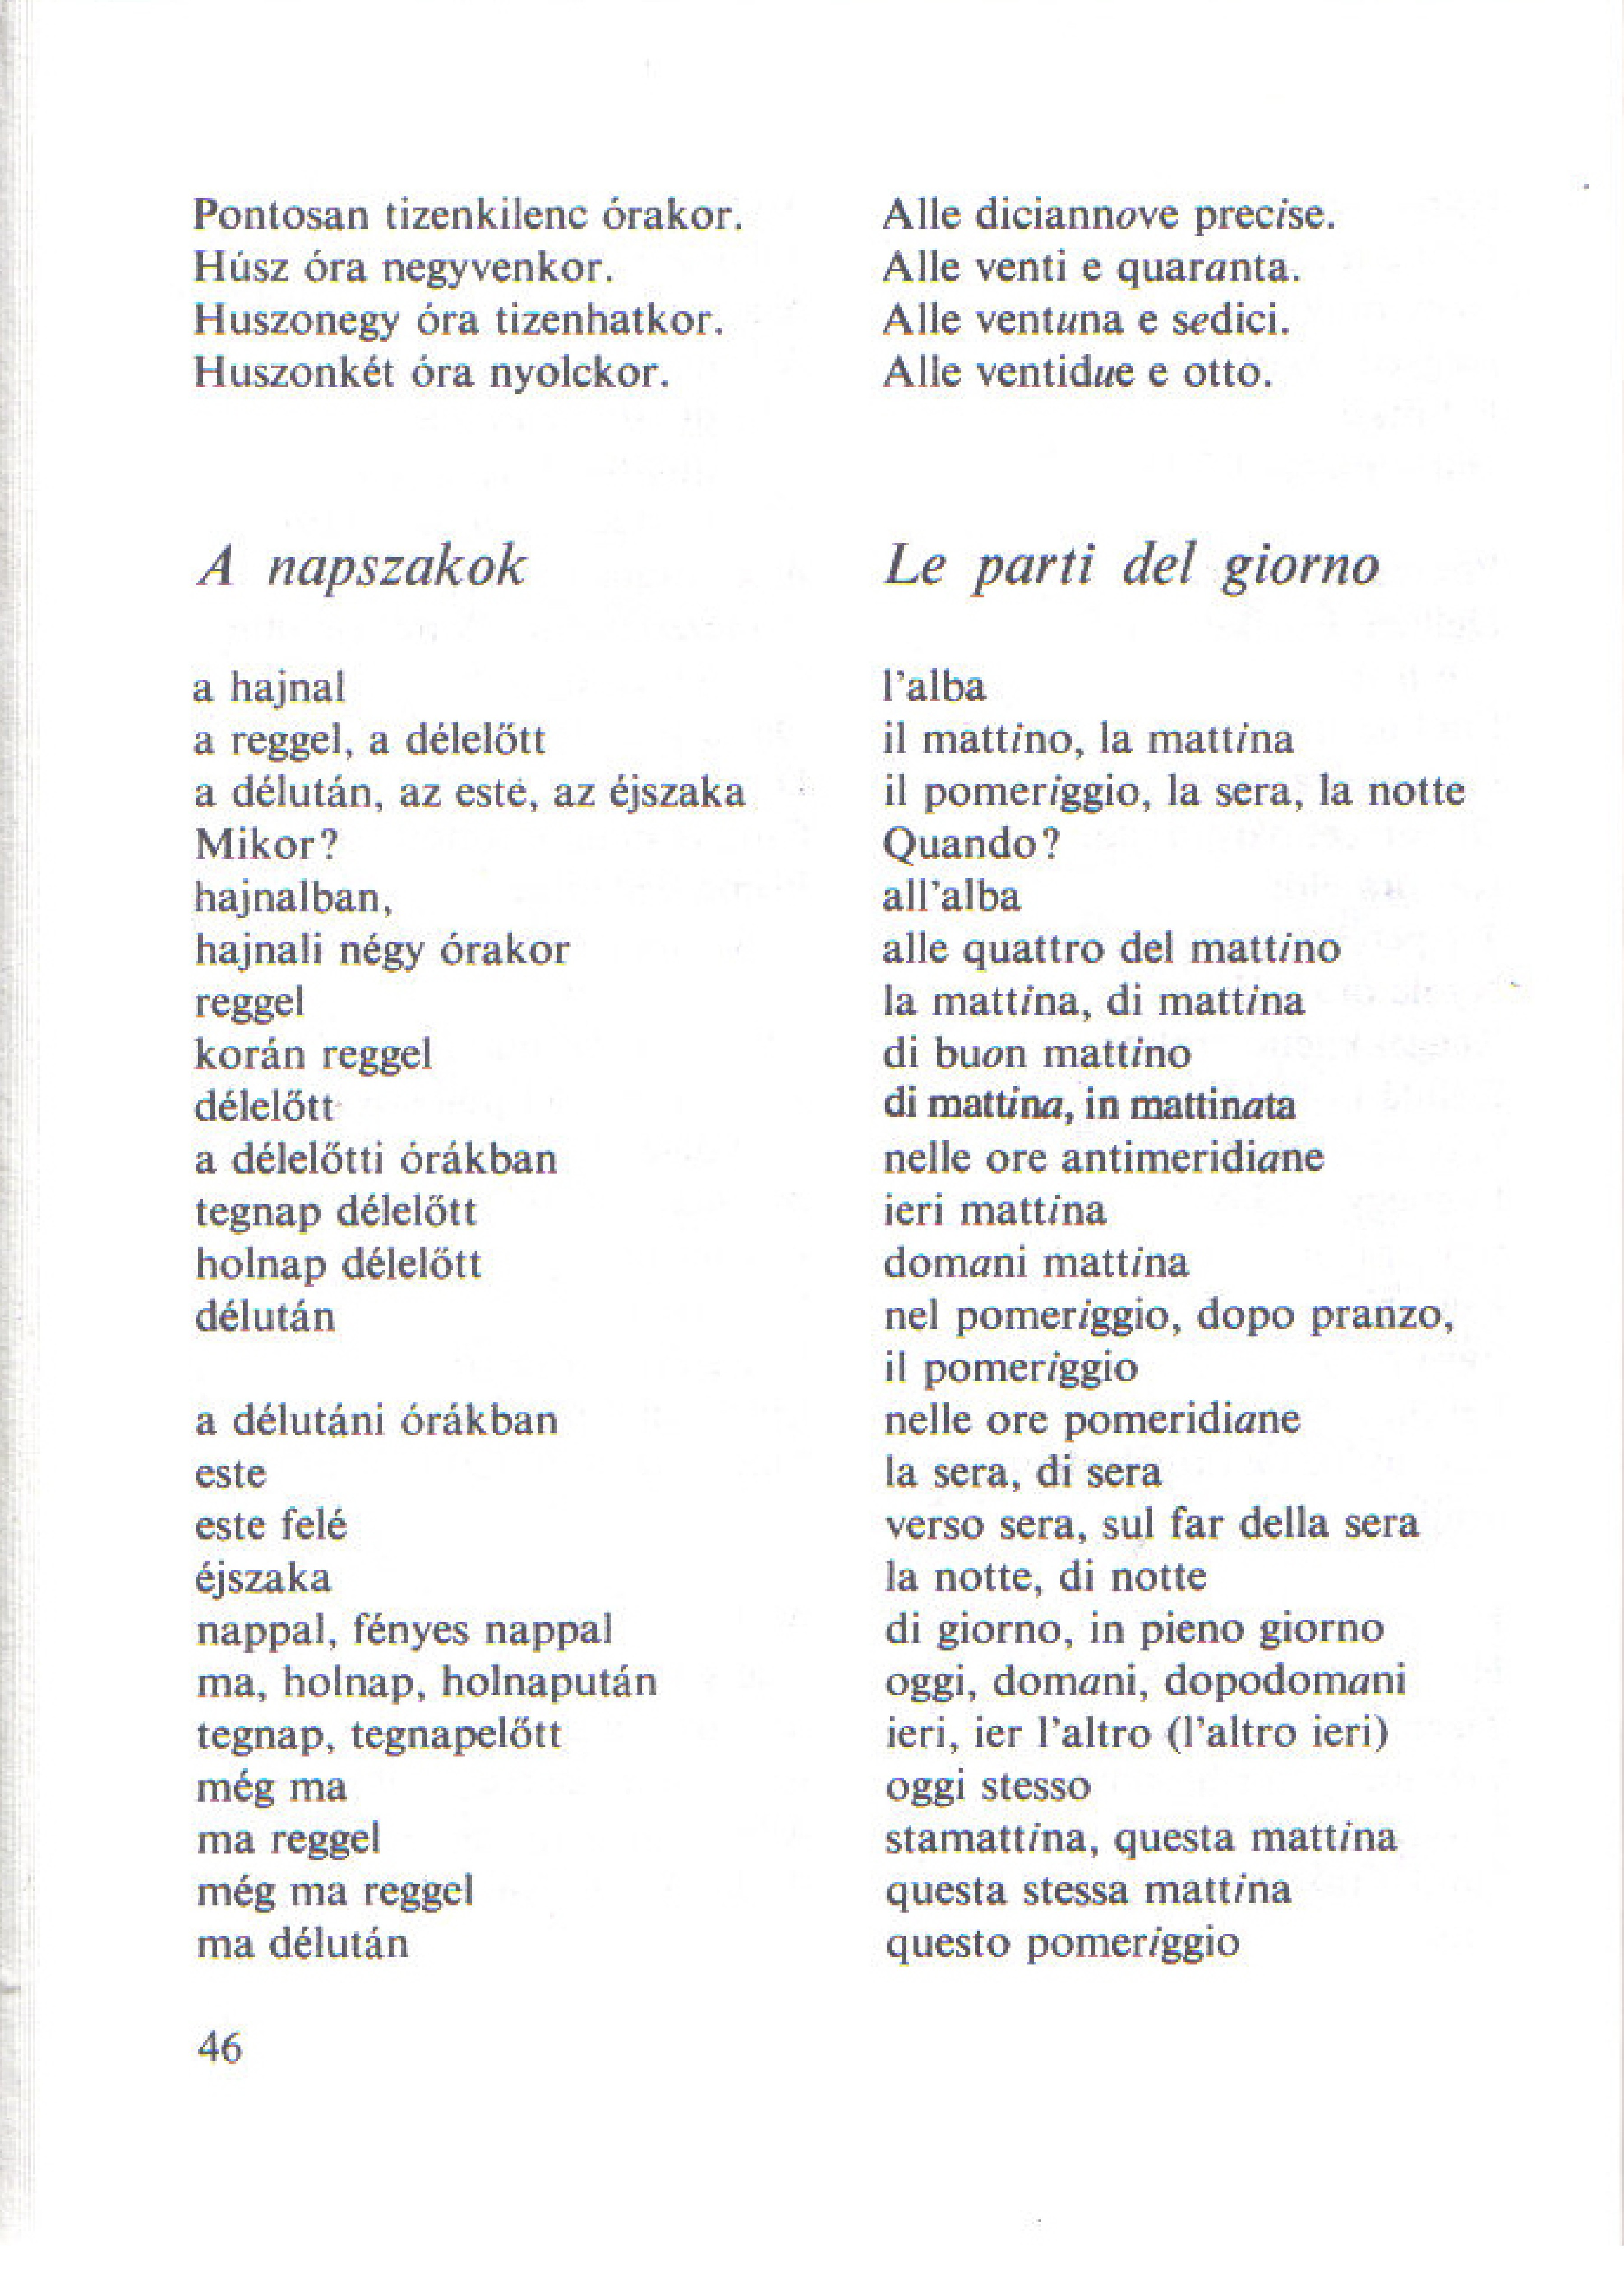 Pontosan tizenkilenc órakor.
Húsz óra negyvenkor.
Huszonegy óra tizenhatkor.
Huszonkét óra nyolckor.
Alle diciannove precise.
Alle venti e quaranta.
Alle ventuna e sedici.
Alle ventidue e otto.
A napszakok
a hajnal
a reggel, a délelőtt
a délután, az este, az éjszaka
Mikor?
hajnalban,
hajnali négy órakor
reggel
korán reggel
délelőtt
a délelőtti órákban
tegnap délelőtt
holnap délelőtt
délután
a délutáni órákban
este
este felé
éjszaka
nappal, fényes nappal
ma, holnap, holnapután
tegnap, tegnapelőtt
még ma
ma reggel
még ma reggel
ma délután
Le parti del giorno
l'alba
il mattino, la mattina
il pomeriggio, la sera, la notte
Quando?
all'alba
alle quattro del mattino
la mattina, di mattina
di buon mattino
di mattina, in mattinata
nelle ore antimeridiane
ieri mattina
domani mattina
nel pomeriggio, dopo pranzo,
il pomeriggio
nelle ore pomeridiane
la sera, di sera
verso sera, sul far della sera
la notte, di notte
di giorno, in pieno giorno
oggi, domani, dopodomani
ieri, ier l'altro (l'altro ieri)
oggi stesso
stamattina, questa mattina
questa stessa mattina
questo pomeriggio
46